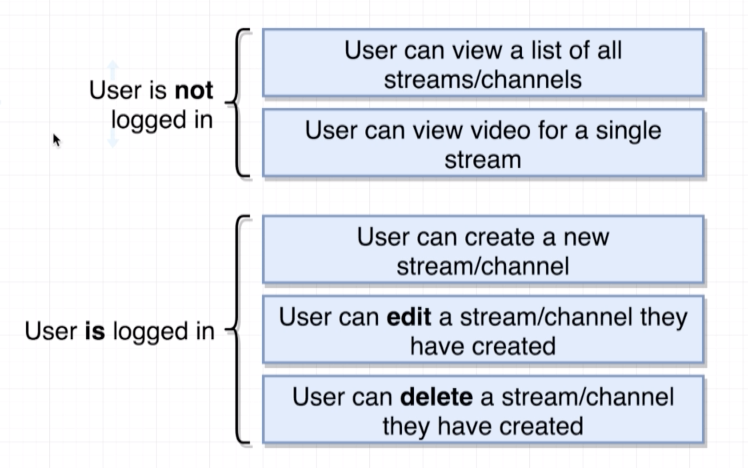 User is not
logged in
User can view a list of all
streams/channels
User can view video for a single
stream
User is logged in
User can create a new
stream/channel
User can edit a stream/channel they
have created
User can delete a stream/channel
they have created